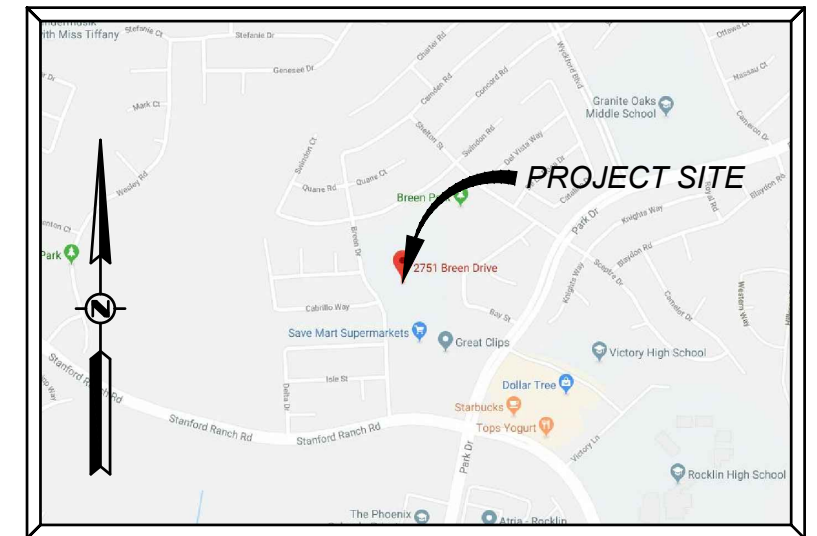 ith Miss Tiffany
Stefanie Ct
Stefanie Dr
Genesee Dr
Mark Ct
Wesley Rd
Charter Rd
Camden Rd
Concord Rd
Wyckford Blvd
Ottawa Ct
Nassau Ct
Granite Oaks
Middle School
Cameron Dr
Shelton St
Swindon Rd
Swindon Ct
Del Vista Way
Quane Rd
Quane Ct
PROJECT SITE
Breen
Park Dr
Knights Way
Royal Rd
Blaydon Rd
Blaydon Rd
Park
Breen Dr
2751 Breen Drive
Knights Way
Sceptre Dr
Camelot Dr
Western Way
N
Cabrillo Way
Bay St
Save Mart Supermarkets
Great Clips
Victory High School
Stanford Ranch Rd
Isle St
Delta Dr
Dollar Tree
Starbucks
Tops Yogurt
Stanford Ranch Rd
Stanford Ranch Rd
Park Dr
Victory Ln
Rocklin High School
The Phoenix
Atria - Rocklin